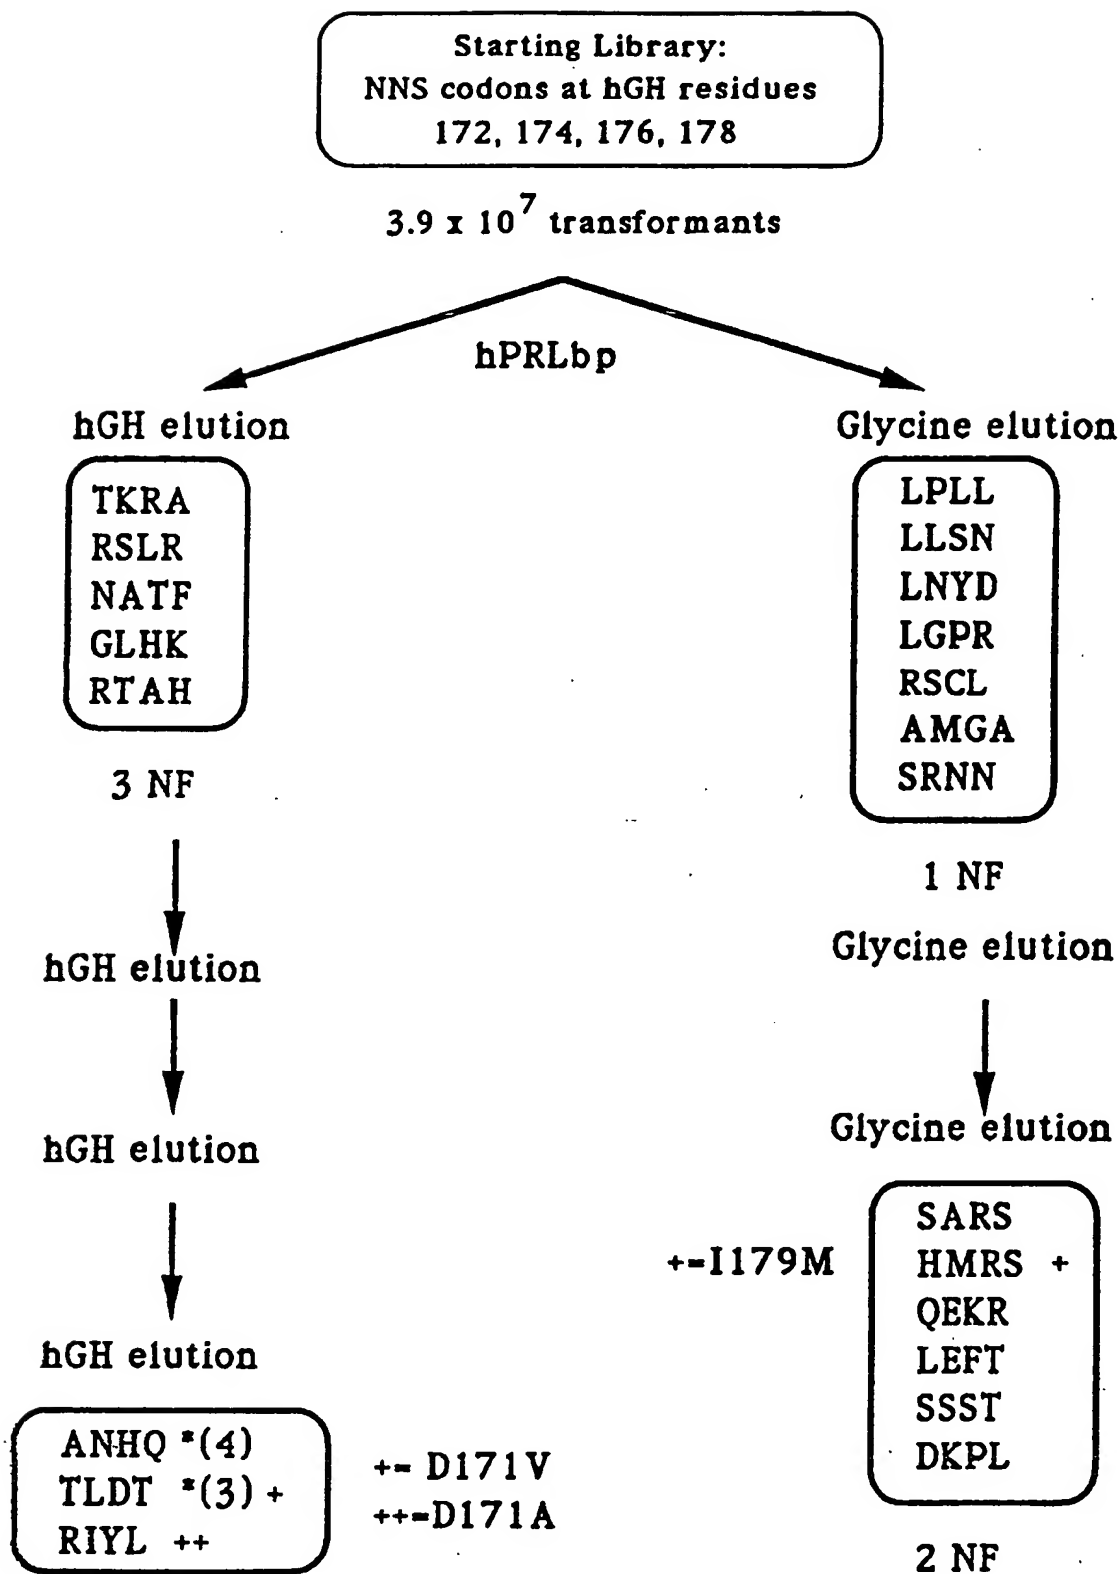 Starting Library:
NNS codons at hGH residues
172, 174, 176, 178
3.9 x 10^7 transformants
hPRLbp
hGH elution
TKRA
RSLR
NATF
GLHK
RTAH
3 NF
hGH elution
hGH elution
hGH elution
ANHQ *(4)
TLDT *(3) +
RIYL ++
+= D171V
++=D171A
Glycine elution
LPLL
LLSN
LNYD
LGPR
RSCL
AMGA
SRNN
1 NF
Glycine elution
Glycine elution
+=I179M
SARS
HMRS +
QEKR
LEFT
SSST
DKPL
2 NF